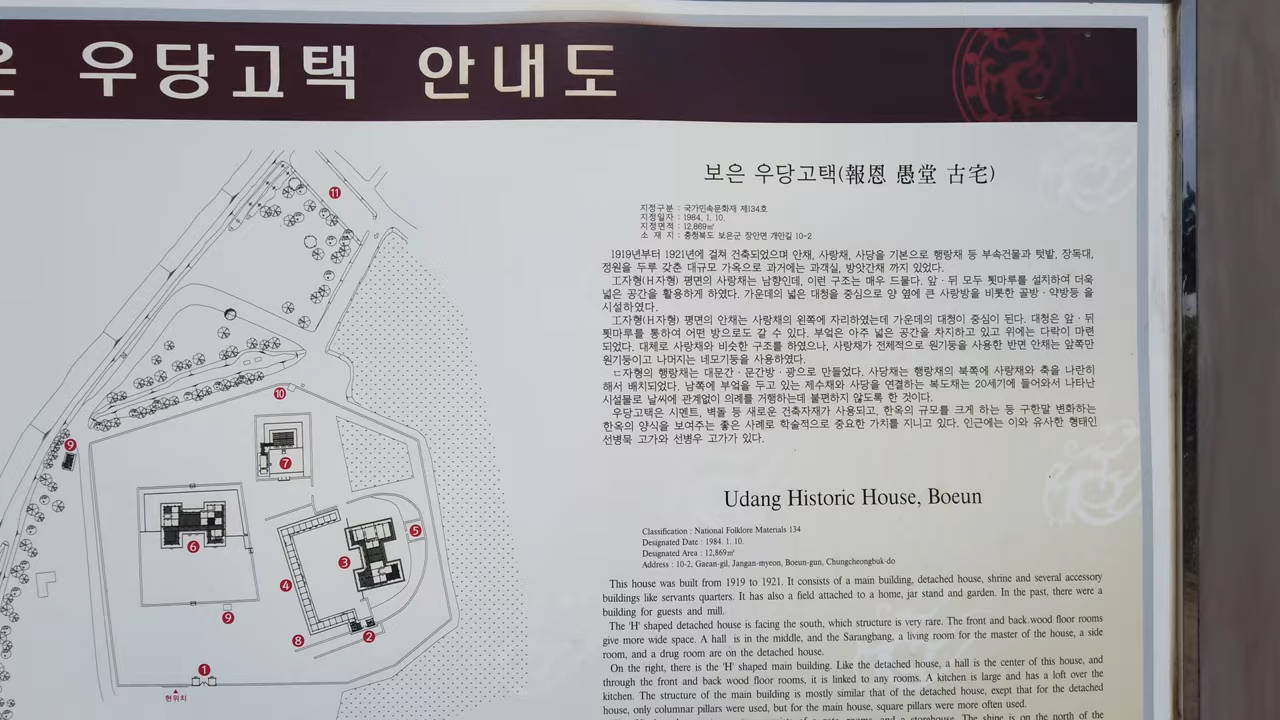 우당고택 안내도
보은 우당고택(報恩 愚堂 古宅)
지정구분 : 국가민속문화재 제134호
지정일자 : 1984. 1. 10.
지정면적 : 12,869㎡
소 재 지 : 충청북도 보은군 장안면 개안길 10-2
1919년부터 1921년에 걸쳐 건축되었으며 안채, 사랑채, 사당을 기본으로 행랑채 등 부속건물과 텃밭, 장독대,
정원을 두루 갖춘 대규모 가옥으로 과거에는 과객실, 방앗간채 까지 있었다.
工자형(H자형) 평면의 사랑채는 남향인데, 이런 구조는 매우 드물다. 앞ㆍ뒤 모두 툇마루를 설치하여 더욱
넓은 공간을 활용하게 하였다. 가운데의 넓은 대청을 중심으로 양 옆에 큰 사랑방을 비롯한 골방ㆍ약방등 을
시설하였다.
工자형(H자형) 평면의 안채는 사랑채의 왼쪽에 자리하였는데 가운데의 대청이 중심이 된다. 대청은 앞ㆍ뒤
툇마루를 통하여 어떤 방으로도 갈 수 있다. 부엌은 아주 넓은 공간을 차지하고 있고 위에는 다락이 마련
되었다. 대체로 사랑채와 비슷한 구조를 하였으나, 사랑채가 전체적으로 원기둥을 사용한 반면 안채는 앞쪽만
원기둥이고 나머지는 네모기둥을 사용하였다.
ㄷ자형의 행랑채는 대문간ㆍ문간방ㆍ광으로 만들었다. 사당채는 행랑채의 북쪽에 사랑채와 축을 나란히
해서 배치되었다. 남쪽에 부엌을 두고 있는 제수채와 사당을 연결하는 복도채는 20세기에 들어와서 나타난
시설물로 날씨에 관계없이 의례를 거행하는데 불편하지 않도록 한 것이다.
우당고택은 시멘트, 벽돌 등 새로운 건축자재가 사용되고, 한옥의 규모를 크게 하는 등 구한말 변화하는
한옥의 양식을 보여주는 좋은 사례로 학술적으로 중요한 가치를 지니고 있다. 인근에는 이와 유사한 형태인
선병묵 고가와 선병우 고가가 있다.
Udang Historic House, Boeun
Classification : National Folklore Materials 134
Designated Date : 1984. 1. 10.
Designated Area : 12,869㎡
Address : 10-2, Gaean-gil, Jangan-myeon, Boeun-gun, Chungcheongbuk-do
This house was built from 1919 to 1921. It consists of a main building, detached house, shrine and several accessory
buildings like servants quarters. It has also a field attached to a home, jar stand and garden. In the past, there were a
building for guests and mill.
The 'H' shaped detached house is facing the south, which structure is very rare. The front and back wood floor rooms
give more wide space. A hall is in the middle, and the Sarangbang, a living room for the master of the house, a side
room, and a drug room are on the detached house.
On the right, there is the 'H' shaped main building. Like the detached house, a hall is the center of this house, and
through the front and back wood floor rooms, it is linked to any rooms. A kitchen is large and has a loft over the
kitchen. The structure of the main building is mostly similar that of the detached house, exept that for the detached
house, only columnar pillars were used, but for the main house, square pillars were more often used.
a gate, rooms, and a storehouse. The shine is on the north of the
11
10
9
7
6
5
3
4
9
8
2
1
현위치